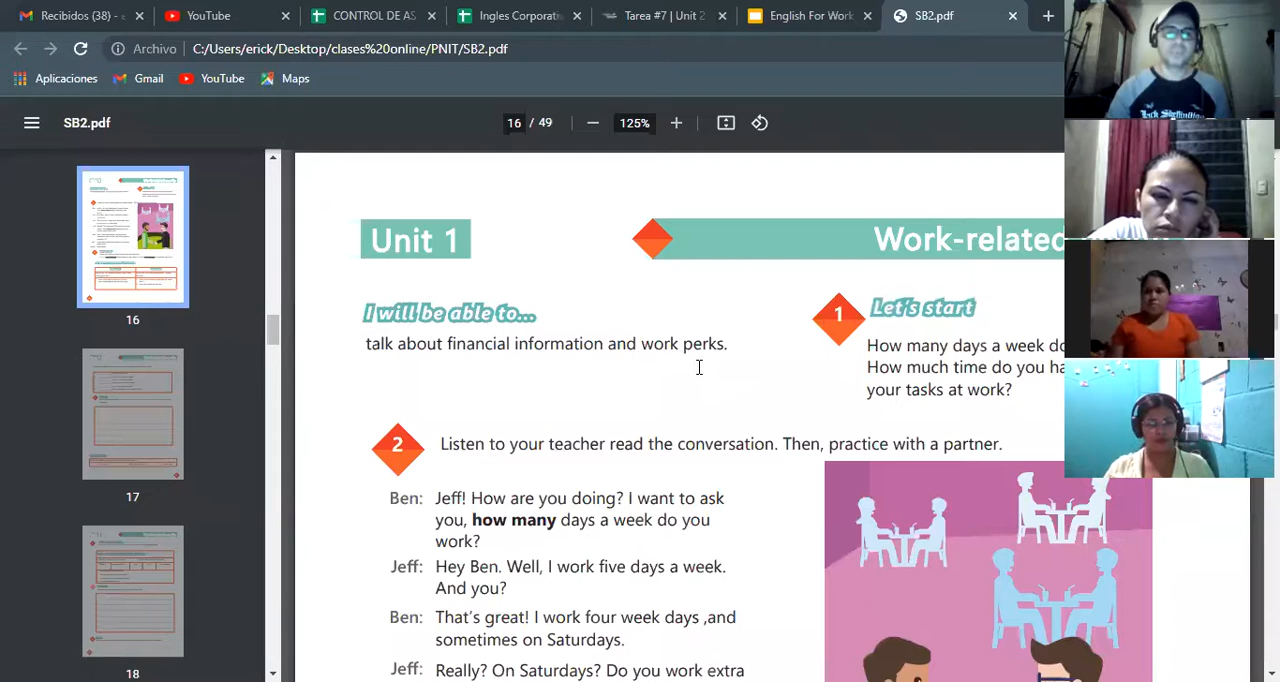 Recibidos (38) - e
YouTube
CONTROL DE AS
Ingles Corporati
Tarea #7 | Unit 2
English For Work
SB2.pdf
Archivo C:/Users/erick/Desktop/clases%20online/PNIT/SB2.pdf
Aplicaciones Gmail YouTube Maps
SB2.pdf 16 / 49 125%
16
17
18
Unit 1 Work-related
I will be able to...
talk about financial information and work perks.
1 Let's start
How many days a week do
How much time do you ha
your tasks at work?
2 Listen to your teacher read the conversation. Then, practice with a partner.
Ben: Jeff! How are you doing? I want to ask
you, how many days a week do you
work?
Jeff: Hey Ben. Well, I work five days a week.
And you?
Ben: That's great! I work four week days ,and
sometimes on Saturdays.
Jeff: Really? On Saturdays? Do you work extra